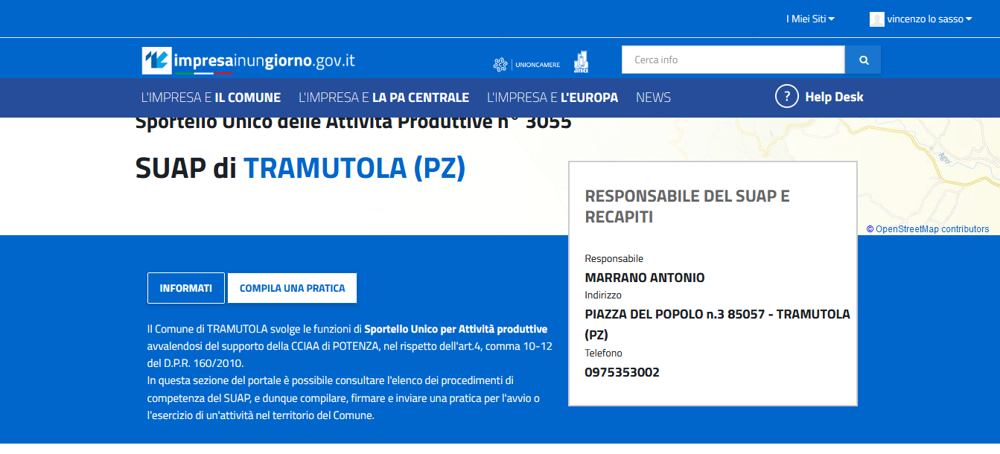 I Miei Siti
vincenzo lo sasso
impresainungiorno.gov.it
UNIONCAMERE
anci
Cerca info
L'IMPRESA E IL COMUNE
L'IMPRESA E LA PA CENTRALE
L'IMPRESA E L'EUROPA
NEWS
? Help Desk
Sportello Unico delle Attività Produttive n° 3055
SUAP di TRAMUTOLA (PZ)
Agri
© OpenStreetMap contributors
RESPONSABILE DEL SUAP E
RECAPITI
Responsabile
MARRANO ANTONIO
Indirizzo
PIAZZA DEL POPOLO n.3 85057 - TRAMUTOLA
(PZ)
Telefono
0975353002
INFORMATI
COMPILA UNA PRATICA
Il Comune di TRAMUTOLA svolge le funzioni di Sportello Unico per Attività produttive
avvalendosi del supporto della CCIAA di POTENZA, nel rispetto dell'art.4, comma 10-12
del D.P.R. 160/2010.
In questa sezione del portale è possibile consultare l'elenco dei procedimenti di
competenza del SUAP, e dunque compilare, firmare e inviare una pratica per l'avvio o
l'esercizio di un'attività nel territorio del Comune.